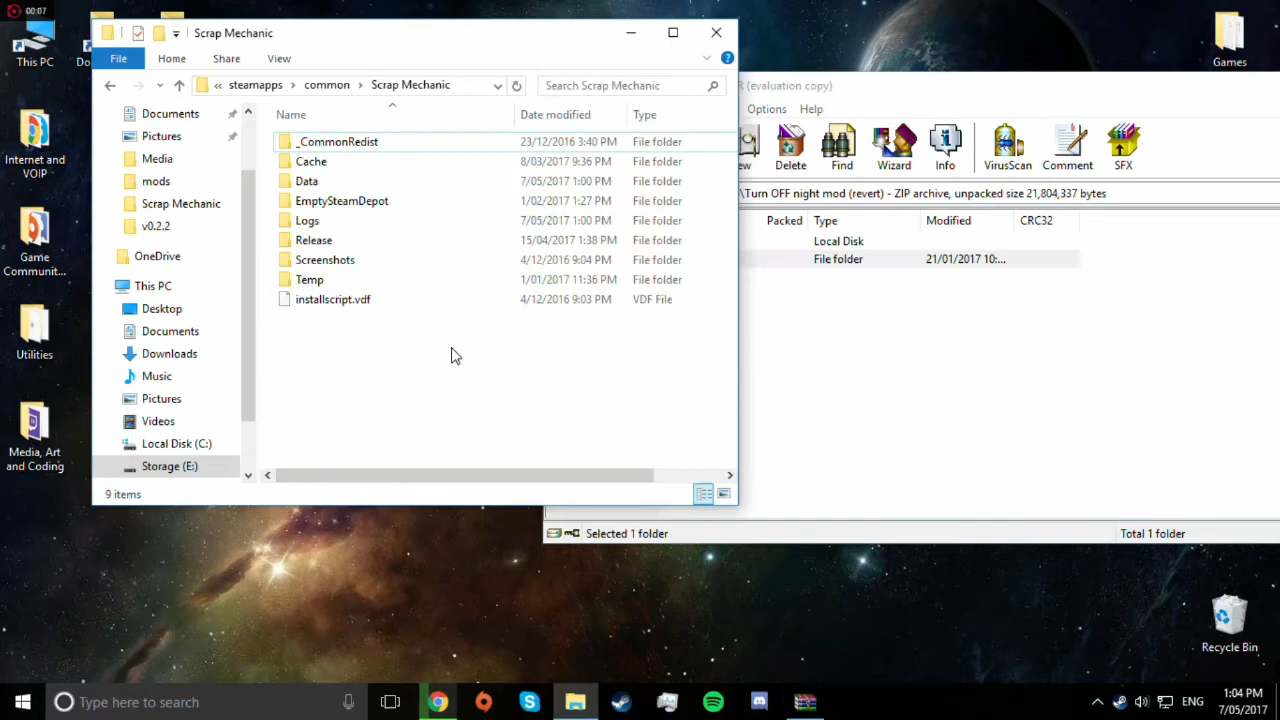 00:07
This PC
Internet and
VOIP
Game
Communit...
Utilities
Media, Art
and Coding
Games
Recycle Bin
Scrap Mechanic
File
Home
Share
View
« steamapps > common > Scrap Mechanic
Search Scrap Mechanic
Documents
Pictures
Media
mods
Scrap Mechanic
v0.2.2
OneDrive
This PC
Desktop
Documents
Downloads
Music
Pictures
Videos
Local Disk (C:)
Storage (E:)
Name Date modified Type
_CommonRedist 23/12/2016 3:40 PM File folder
Cache 8/03/2017 9:36 PM File folder
Data 7/05/2017 1:00 PM File folder
EmptySteamDepot 1/02/2017 1:27 PM File folder
Logs 7/05/2017 1:00 PM File folder
Release 15/04/2017 1:38 PM File folder
Screenshots 4/12/2016 9:04 PM File folder
Temp 1/01/2017 11:36 PM File folder
installscript.vdf 4/12/2016 9:03 PM VDF File
9 items
R (evaluation copy)
Options Help
ew Delete Find Wizard Info VirusScan Comment SFX
\Turn OFF night mod (revert) - ZIP archive, unpacked size 21,804,337 bytes
Packed Type Modified CRC32
Local Disk
File folder 21/01/2017 10:...
Selected 1 folder
Total 1 folder
Type here to search
ENG
1:04 PM
7/05/2017